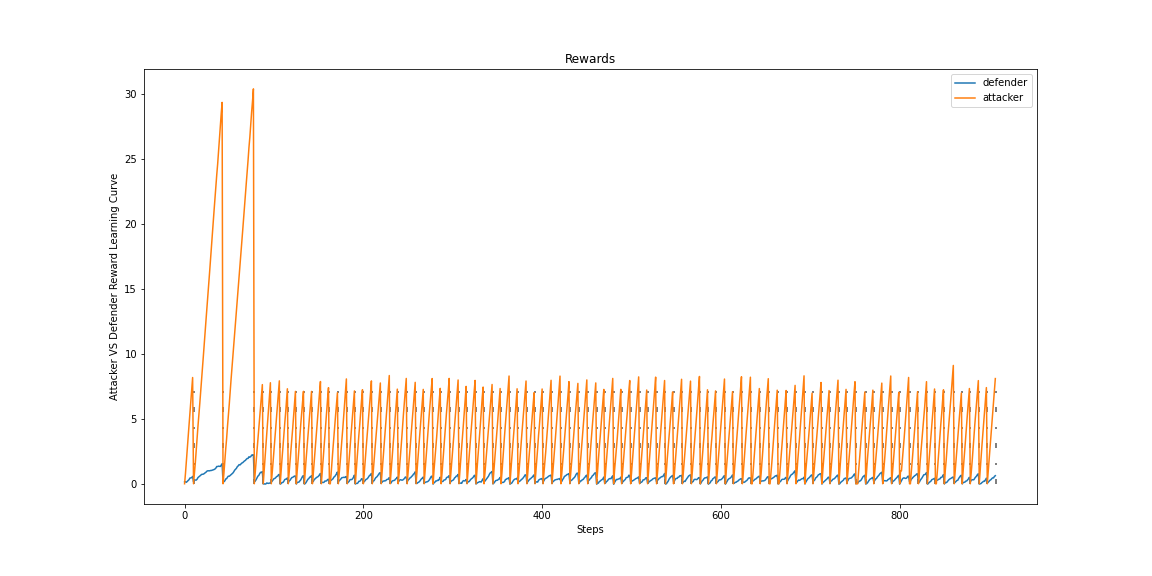 Rewards
defender
attacker
Attacker VS Defender Reward Learning Curve
30
25
20
15
10
5
0
0 200 400 600 800
Steps